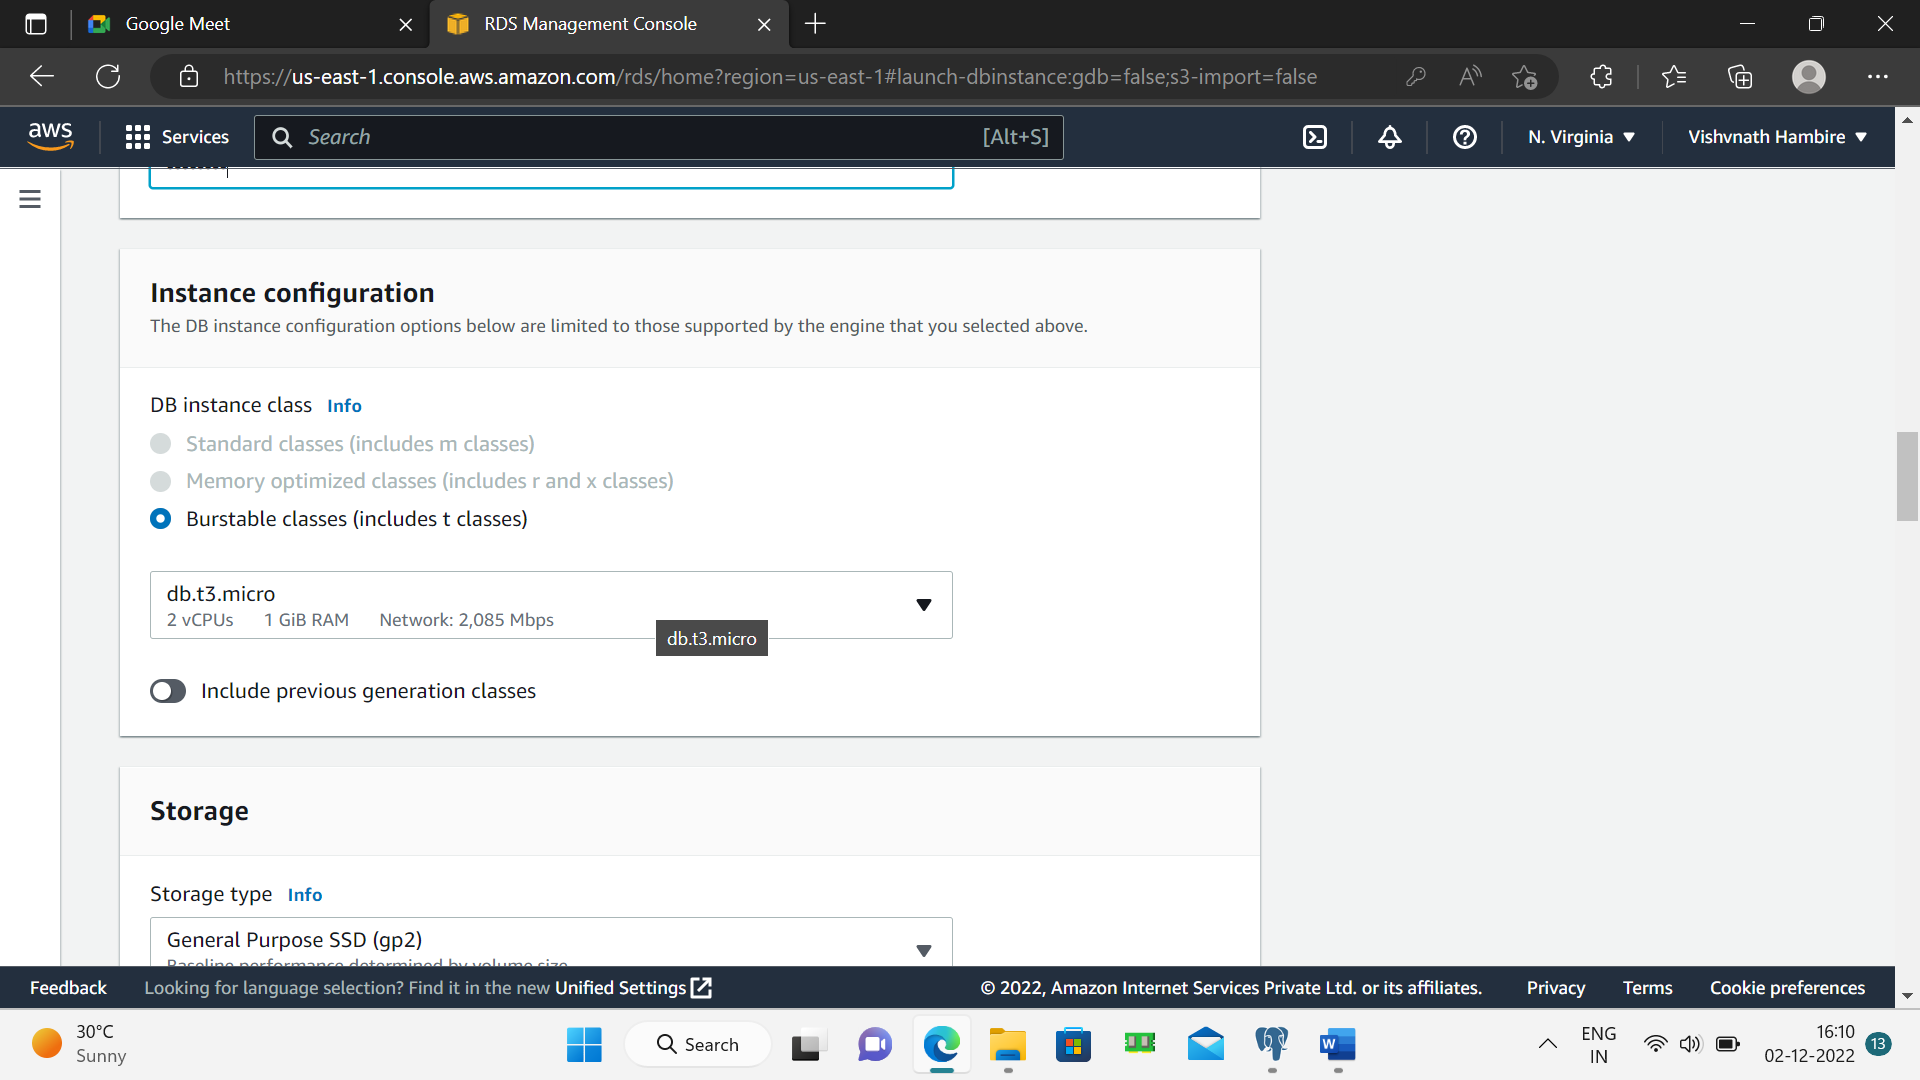 Google Meet
RDS Management Console
https://us-east-1.console.aws.amazon.com/rds/home?region=us-east-1#launch-dbinstance:gdb=false;s3-import=false
aws
Services
Search
[Alt+S]
N. Virginia
Vishvnath Hambire
Instance configuration
The DB instance configuration options below are limited to those supported by the engine that you selected above.
DB instance class Info
Standard classes (includes m classes)
Memory optimized classes (includes r and x classes)
Burstable classes (includes t classes)
db.t3.micro
2 vCPUs 1 GiB RAM Network: 2,085 Mbps
db.t3.micro
Include previous generation classes
Storage
Storage type Info
General Purpose SSD (gp2)
Baseline performance determined by volume size
Feedback
Looking for language selection? Find it in the new Unified Settings
© 2022, Amazon Internet Services Private Ltd. or its affiliates.
Privacy
Terms
Cookie preferences
30°C
Sunny
Search
ENG
IN
16:10
02-12-2022
13